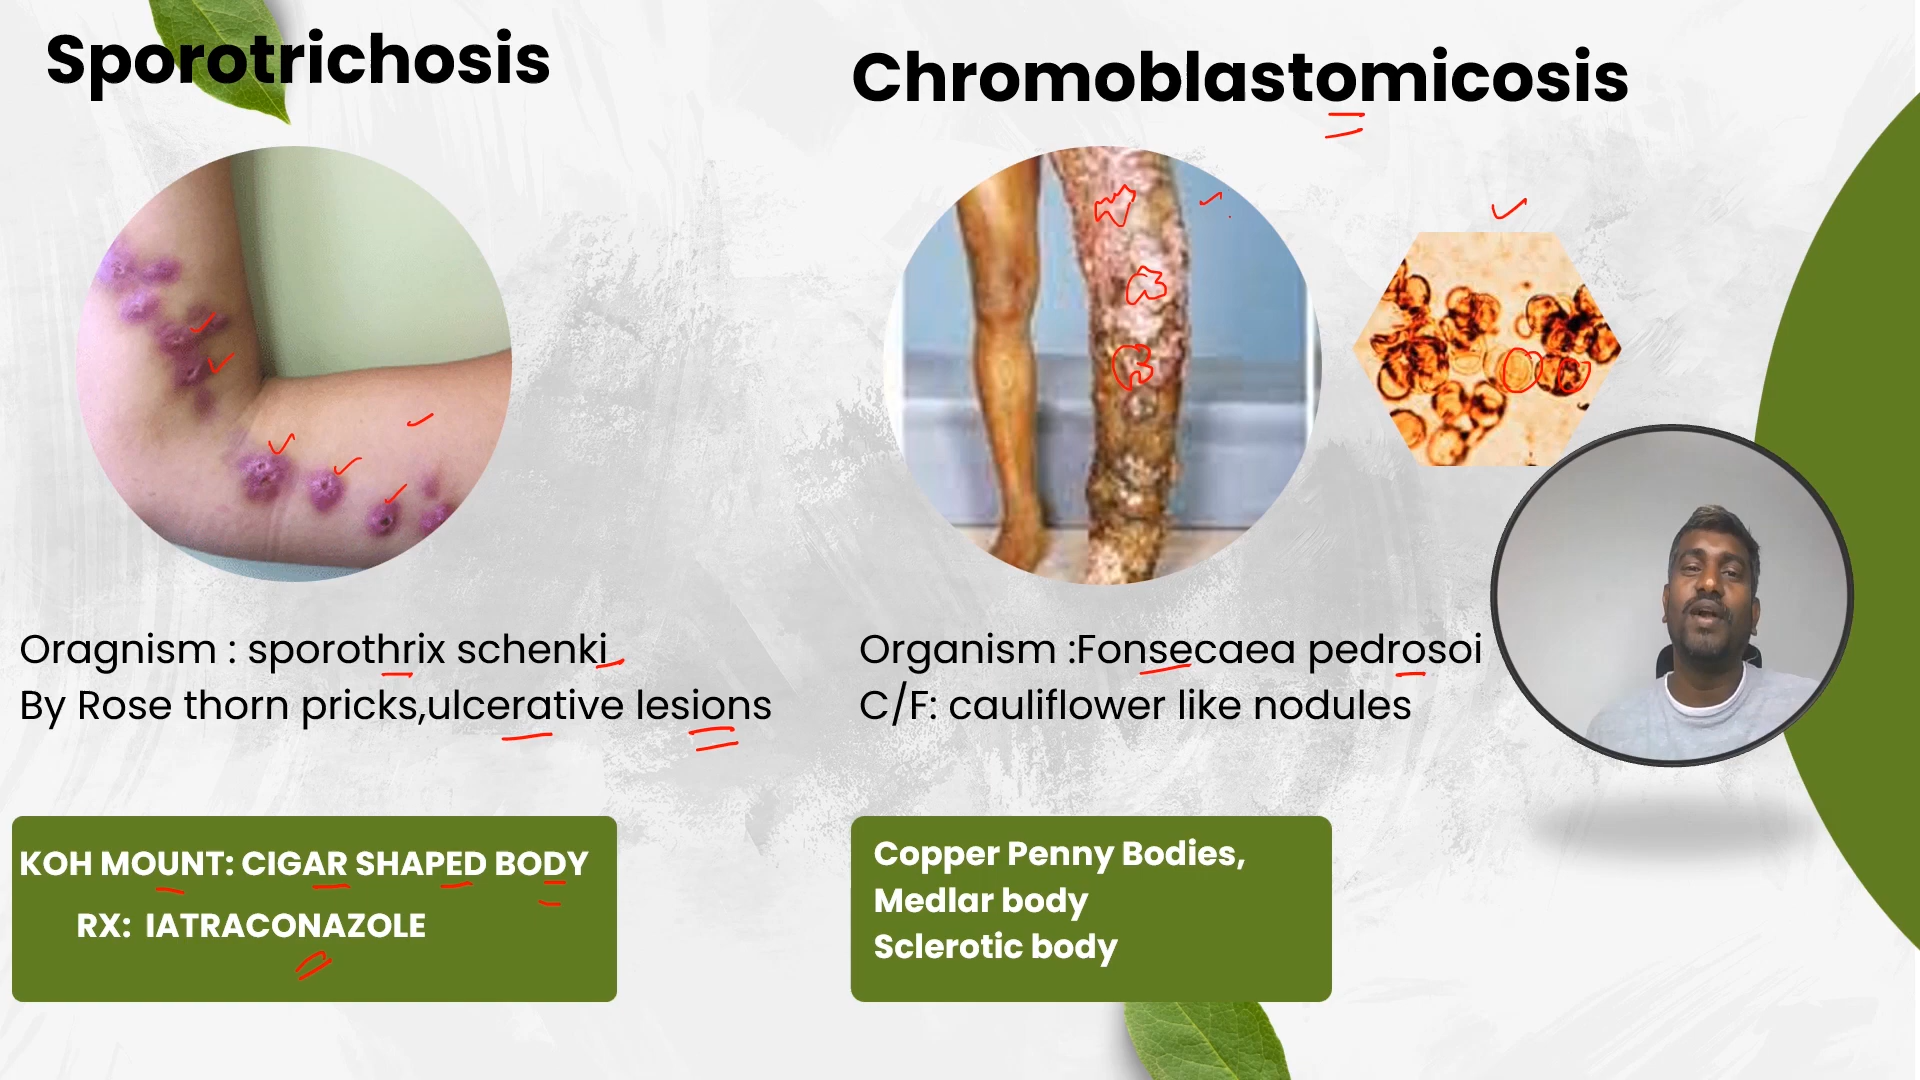 Sporotrichosis
Oragnism : sporothrix schenki
By Rose thorn pricks,ulcerative lesions
KOH MOUNT: CIGAR SHAPED BODY
RX: IATRACONAZOLE
Chromoblastomicosis
Organism :Fonsecaea pedrosoi
C/F: cauliflower like nodules
Copper Penny Bodies,
Medlar body
Sclerotic body